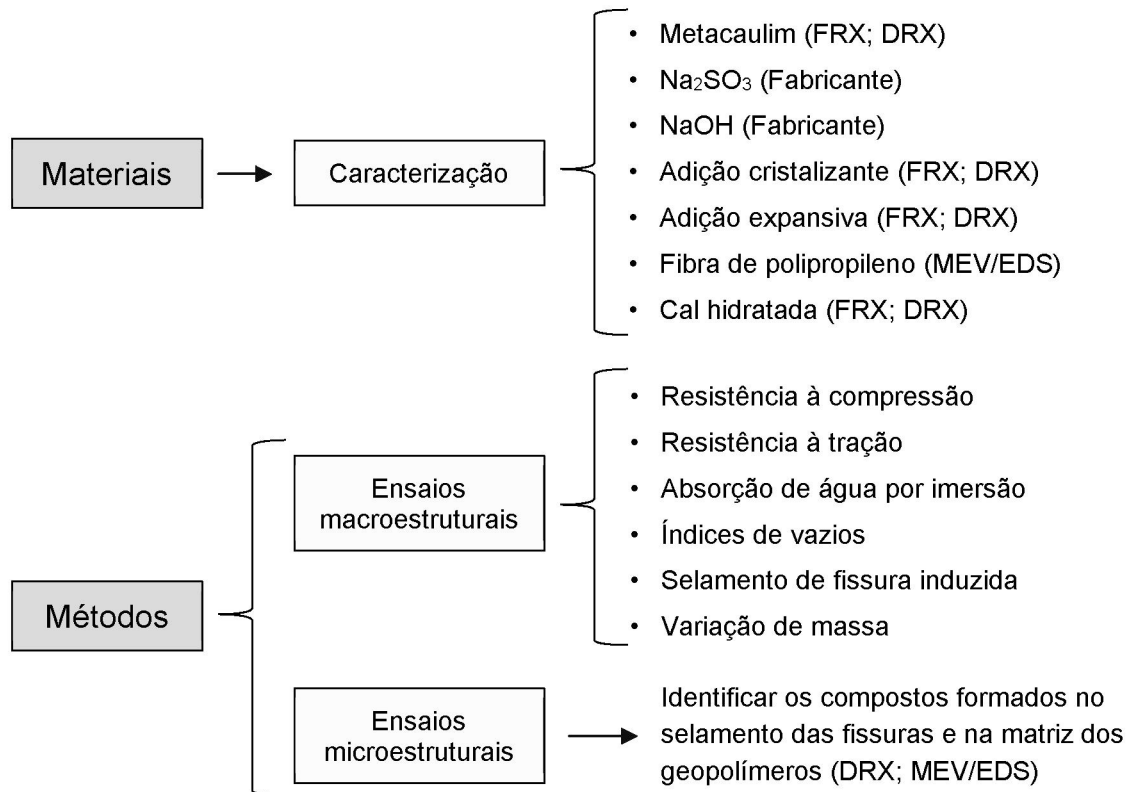 Materiais
Caracterização
• Metacaulim (FRX; DRX)
• Na₂SO₃ (Fabricante)
• NaOH (Fabricante)
• Adição cristalizante (FRX; DRX)
• Adição expansiva (FRX; DRX)
• Fibra de polipropileno (MEV/EDS)
• Cal hidratada (FRX; DRX)
Métodos
Ensaios
macroestruturais
• Resistência à compressão
• Resistência à tração
• Absorção de água por imersão
• Índices de vazios
• Selamento de fissura induzida
• Variação de massa
Ensaios
microestruturais
Identificar os compostos formados no
selamento das fissuras e na matriz dos
geopolímeros (DRX; MEV/EDS)